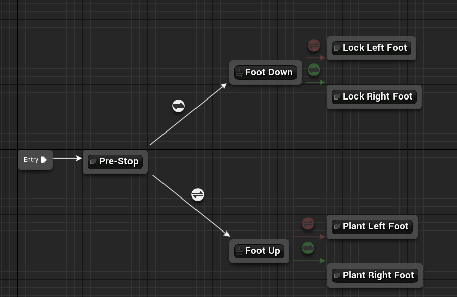 Lock Left Foot
Foot Down
Lock Right Foot
Entry
Pre-Stop
Plant Left Foot
Foot Up
Plant Right Foot